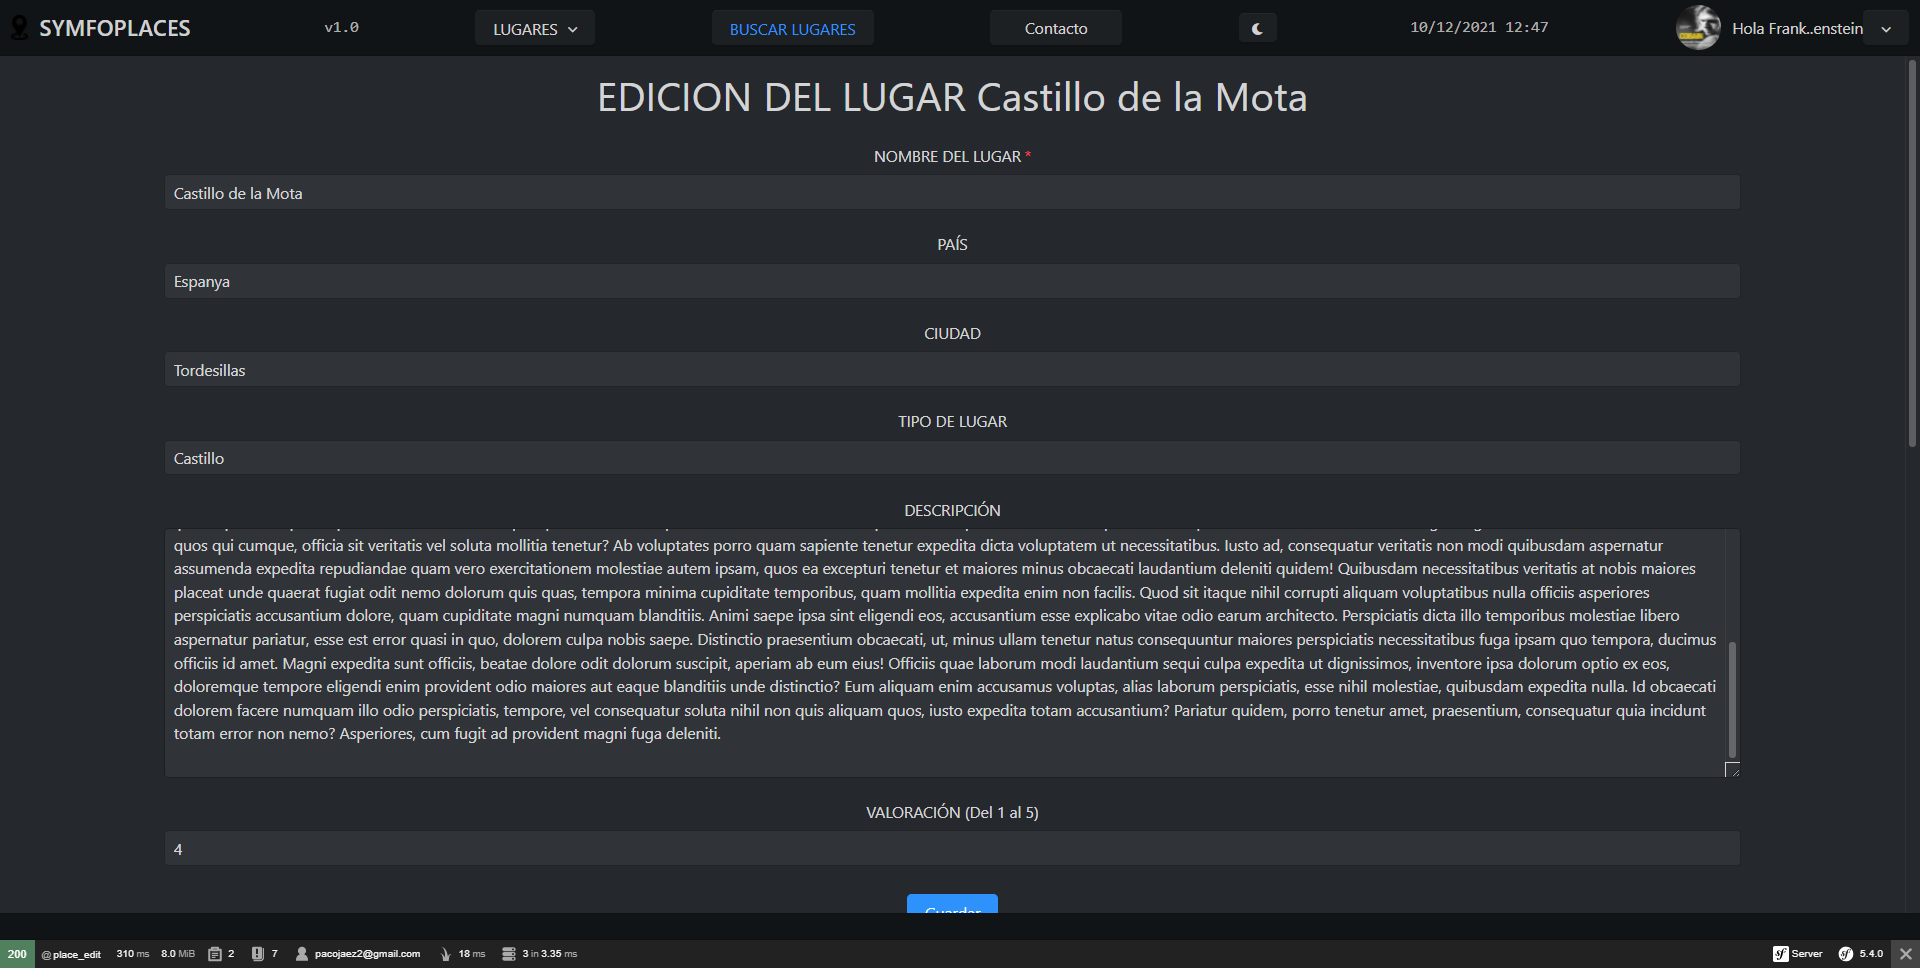 SYMFOPLACES
v1.0
LUGARES
BUSCAR LUGARES
Contacto
10/12/2021 12:47
Hola Frank..enstein
EDICION DEL LUGAR Castillo de la Mota
NOMBRE DEL LUGAR *
Castillo de la Mota
PAÍS
Espanya
CIUDAD
Tordesillas
TIPO DE LUGAR
Castillo
DESCRIPCIÓN
quos qui cumque, officia sit veritatis vel soluta mollitia tenetur? Ab voluptates porro quam sapiente tenetur expedita dicta voluptatem ut necessitatibus. Iusto ad, consequatur veritatis non modi quibusdam aspernatur
assumenda expedita repudiandae quam vero exercitationem molestiae autem ipsam, quos ea excepturi tenetur et maiores minus obcaecati laudantium deleniti quidem! Quibusdam necessitatibus veritatis at nobis maiores
placeat unde quaerat fugiat odit nemo dolorum quis quas, tempora minima cupiditate temporibus, quam mollitia expedita enim non facilis. Quod sit itaque nihil corrupti aliquam voluptatibus nulla officiis asperiores
perspiciatis accusantium dolore, quam cupiditate magni numquam blanditiis. Animi saepe ipsa sint eligendi eos, accusantium esse explicabo vitae odio earum architecto. Perspiciatis dicta illo temporibus molestiae libero
aspernatur pariatur, esse est error quasi in quo, dolorem culpa nobis saepe. Distinctio praesentium obcaecati, ut, minus ullam tenetur natus consequuntur maiores perspiciatis necessitatibus fuga ipsam quo tempora, ducimus
officiis id amet. Magni expedita sunt officiis, beatae dolore odit dolorum suscipit, aperiam ab eum eius! Officiis quae laborum modi laudantium sequi culpa expedita ut dignissimos, inventore ipsa dolorum optio ex eos,
doloremque tempore eligendi enim provident odio maiores aut eaque blanditiis unde distinctio? Eum aliquam enim accusamus voluptas, alias laborum perspiciatis, esse nihil molestiae, quibusdam expedita nulla. Id obcaecati
dolorem facere numquam illo odio perspiciatis, tempore, vel consequatur soluta nihil non quis aliquam quos, iusto expedita totam accusantium? Pariatur quidem, porro tenetur amet, praesentium, consequatur quia incidunt
totam error non nemo? Asperiores, cum fugit ad provident magni fuga deleniti.
VALORACIÓN (Del 1 al 5)
4
Guardar
200 @place_edit 310 ms 8.0 MiB 2 7 pacojaez2@gmail.com 18 ms 3 in 3.35 ms sf Server sf 5.4.0